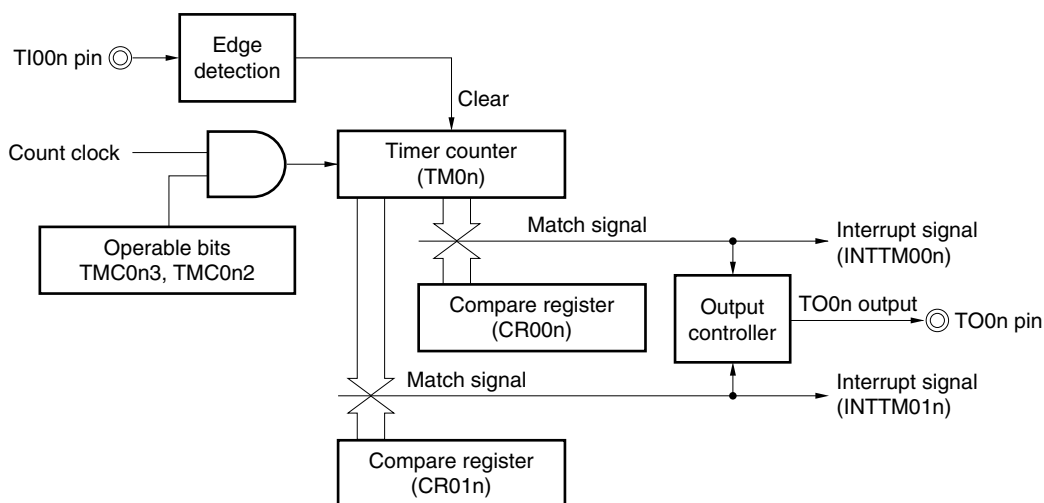 TI00n pin
Edge
detection
Clear
Count clock
Timer counter
(TM0n)
Operable bits
TMC0n3, TMC0n2
Match signal
Interrupt signal
(INTTM00n)
Compare register
(CR00n)
Output
controller
TO0n output
TO0n pin
Match signal
Interrupt signal
(INTTM01n)
Compare register
(CR01n)